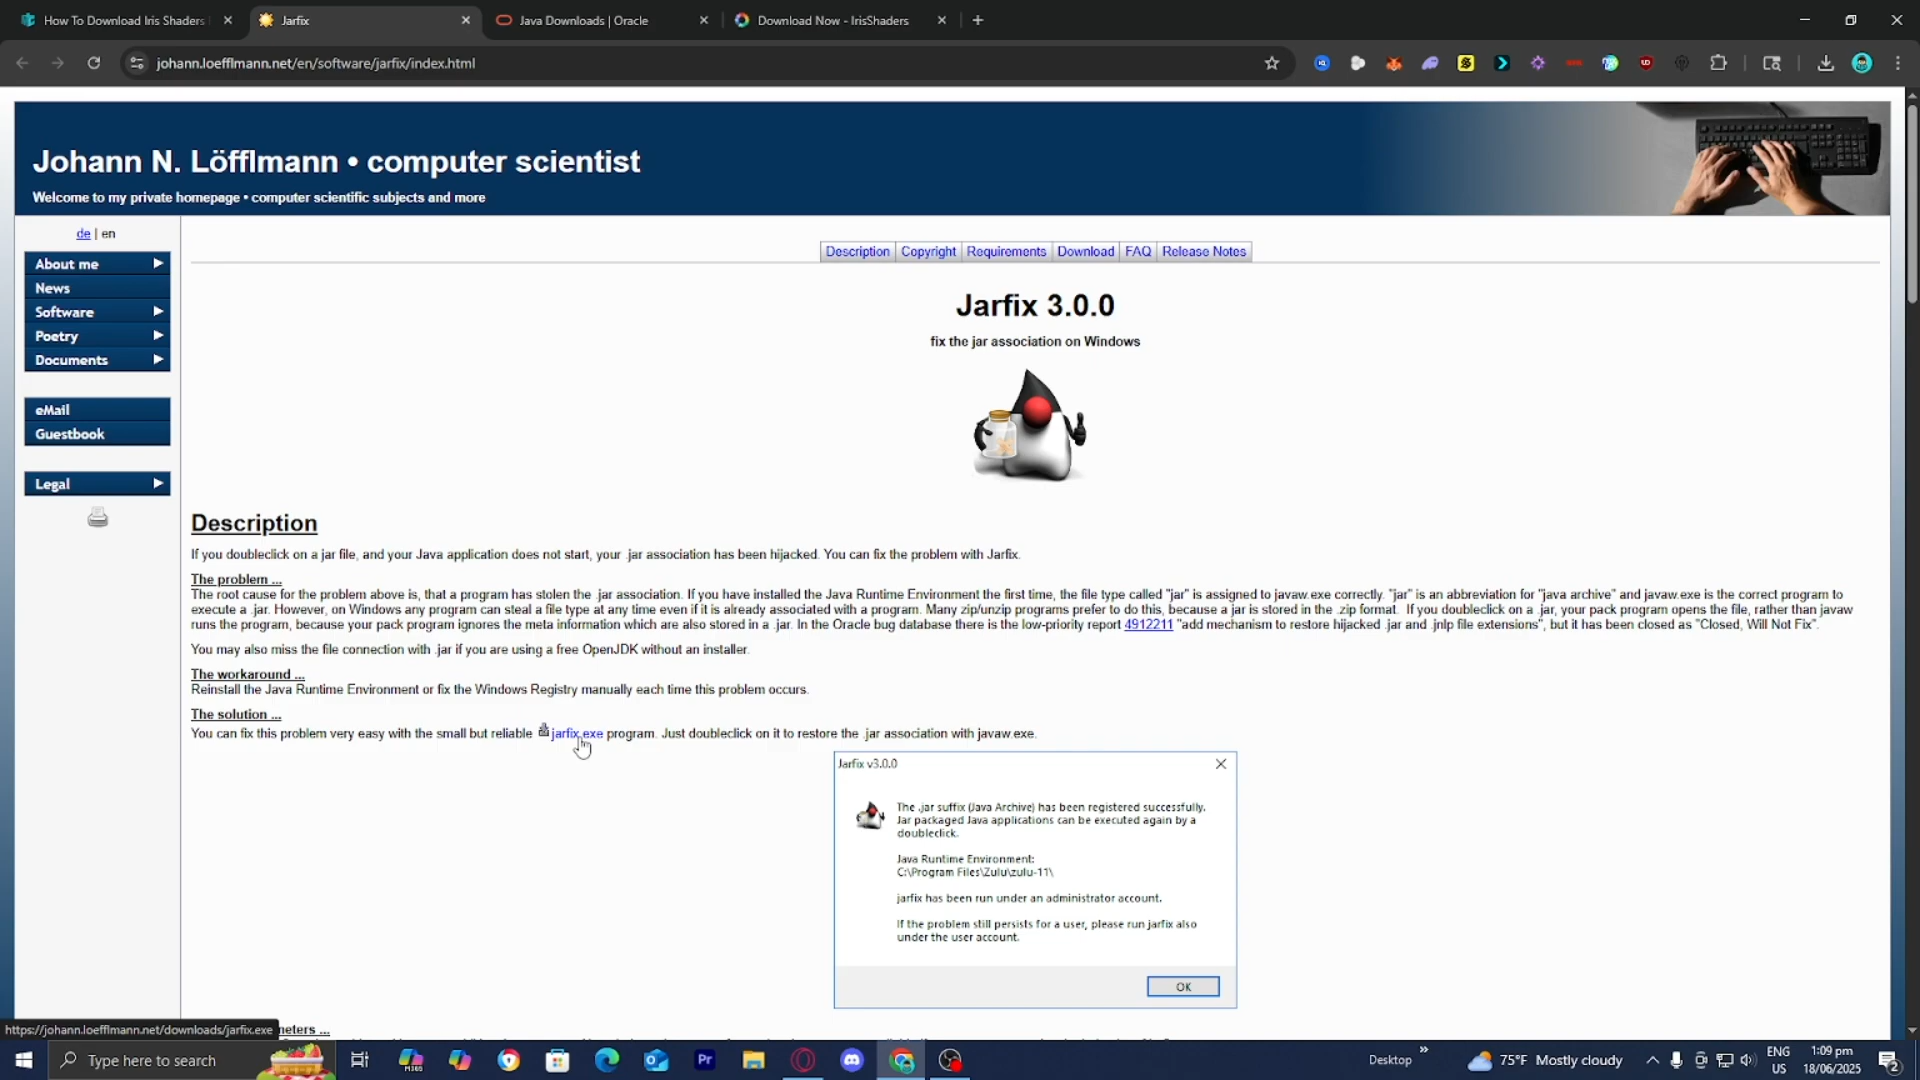 How To Download Iris Shaders
Jarfix
Java Downloads | Oracle
Download Now - IrisShaders
johann.loefflmann.net/en/software/jarfix/index.html
Johann N. Löfflmann • computer scientist
Welcome to my private homepage • computer scientific subjects and more
de | en
About me
News
Software
Poetry
Documents
eMail
Guestbook
Legal
Description Copyright Requirements Download FAQ Release Notes
Jarfix 3.0.0
fix the jar association on Windows
Description
If you doubleclick on a jar file, and your Java application does not start, your .jar association has been hijacked. You can fix the problem with Jarfix.
The problem ...
The root cause for the problem above is, that a program has stolen the .jar association. If you have installed the Java Runtime Environment the first time, the file type called "jar" is assigned to javaw.exe correctly. "jar" is an abbreviation for "java archive" and javaw.exe is the correct program to
execute a .jar. However, on Windows any program can steal a file type at any time even if it is already associated with a program. Many zip/unzip programs prefer to do this, because a jar is stored in the .zip format. If you doubleclick on a .jar, your pack program opens the file, rather than javaw
runs the program, because your pack program ignores the meta information which are also stored in a .jar. In the Oracle bug database there is the low-priority report 4912211 "add mechanism to restore hijacked .jar and .jnlp file extensions", but it has been closed as "Closed, Will Not Fix".
You may also miss the file connection with .jar if you are using a free OpenJDK without an installer.
The workaround ...
Reinstall the Java Runtime Environment or fix the Windows Registry manually each time this problem occurs.
The solution ...
You can fix this problem very easy with the small but reliable jarfix.exe program. Just doubleclick on it to restore the .jar association with javaw.exe.
Jarfix v3.0.0
The .jar suffix (Java Archive) has been registered successfully.
Jar packaged Java applications can be executed again by a
doubleclick.
Java Runtime Environment:
C:\Program Files\Zulu\zulu-11\
jarfix has been run under an administrator account.
If the problem still persists for a user, please run jarfix also
under the user account.
OK
https://johann.loefflmann.net/downloads/jarfix.exe
meters ...
Type here to search
Desktop
75°F Mostly cloudy
ENG
US
1:09 pm
18/06/2025
2